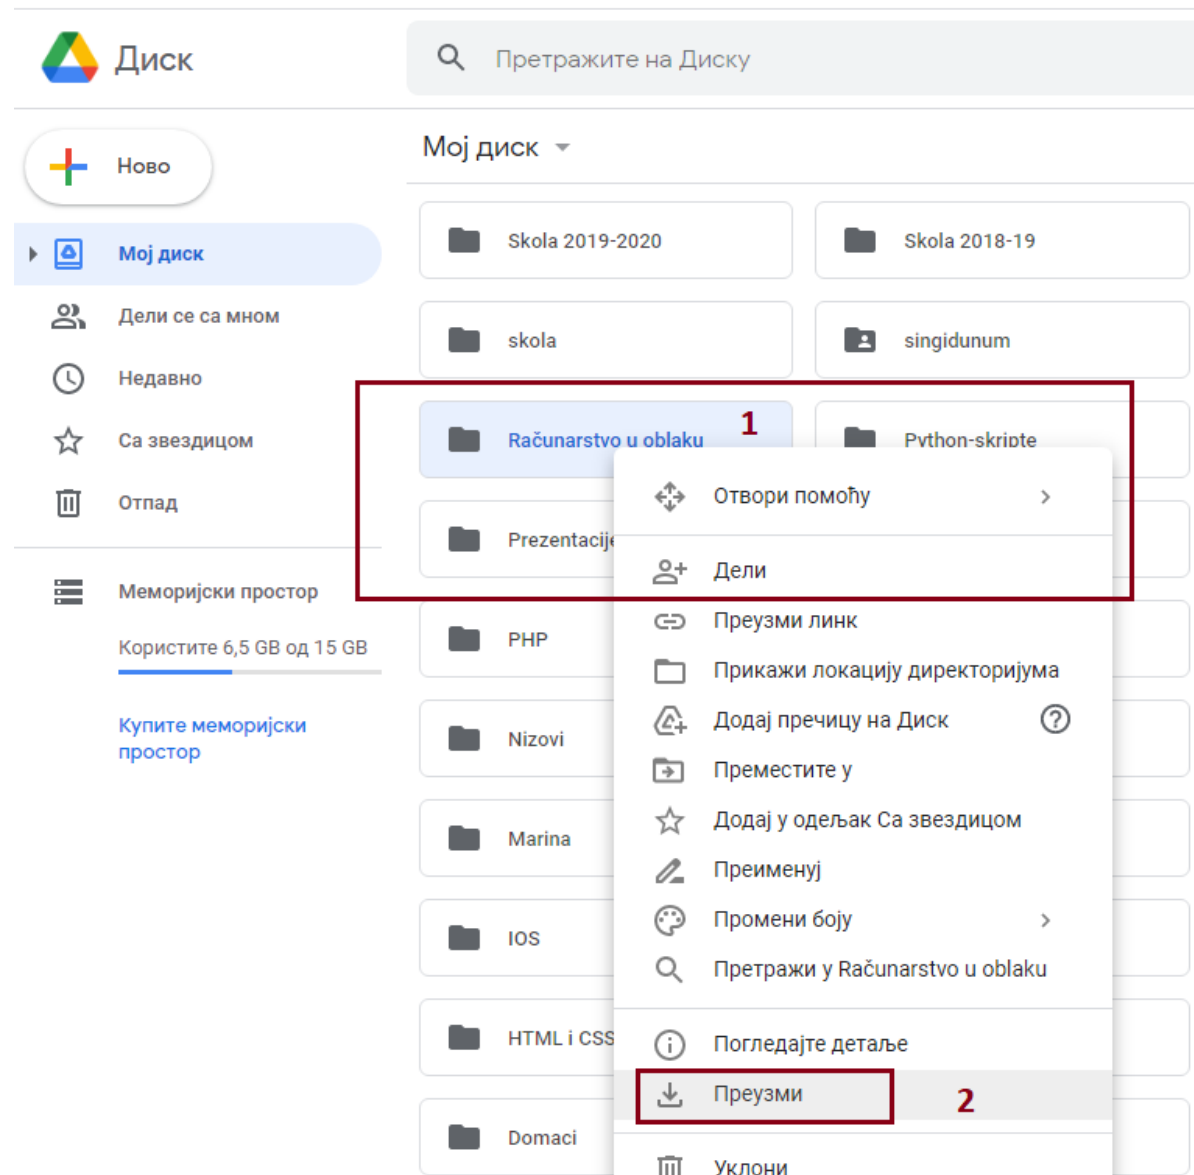 Диск
Претражите на Диску
Ново
Мој диск
Мој диск
Дели се са мном
Недавно
Са звездицом
Отпад
Меморијски простор
Користите 6,5 GB од 15 GB
Купите меморијски
простор
Skola 2019-2020
Skola 2018-19
skola
singidunum
Računarstvo u oblaku
1
Python-skripte
Prezentacije
PHP
Nizovi
Marina
IOS
HTML i CSS
Domaci
Отвори помоћу
Дели
Преузми линк
Прикажи локацију директоријума
Додај пречицу на Диск
Преместите у
Додај у одељак Са звездицом
Преименуј
Промени боју
Претражи у Računarstvo u oblaku
Погледајте детаље
Преузми
2
Уклони